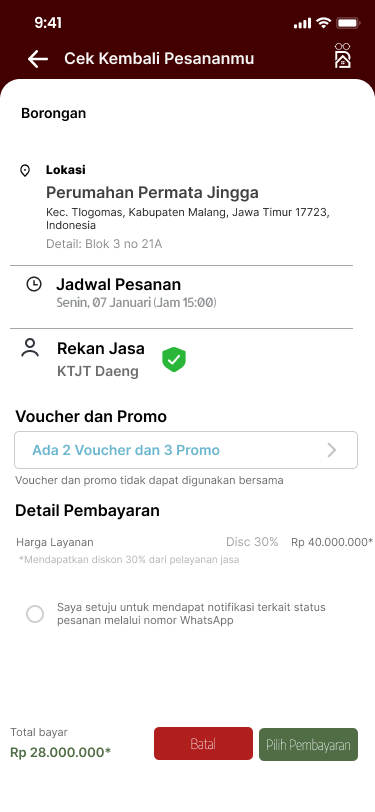 9:41
Cek Kembali Pesananmu
Borongan
Lokasi
Perumahan Permata Jingga
Kec. Tlogomas, Kabupaten Malang, Jawa Timur 17723,
Indonesia
Detail: Blok 3 no 21A
Jadwal Pesanan
Senin, 07 Januari (Jam 15:00)
Rekan Jasa
KTJT Daeng
Voucher dan Promo
Ada 2 Voucher dan 3 Promo
Voucher dan promo tidak dapat digunakan bersama
Detail Pembayaran
Harga Layanan Disc 30% Rp 40.000.000*
*Mendapatkan diskon 30% dari pelayanan jasa
Saya setuju untuk mendapat notifikasi terkait status
pesanan melalui nomor WhatsApp
Total bayar
Rp 28.000.000*
Batal
Pilih Pembayaran